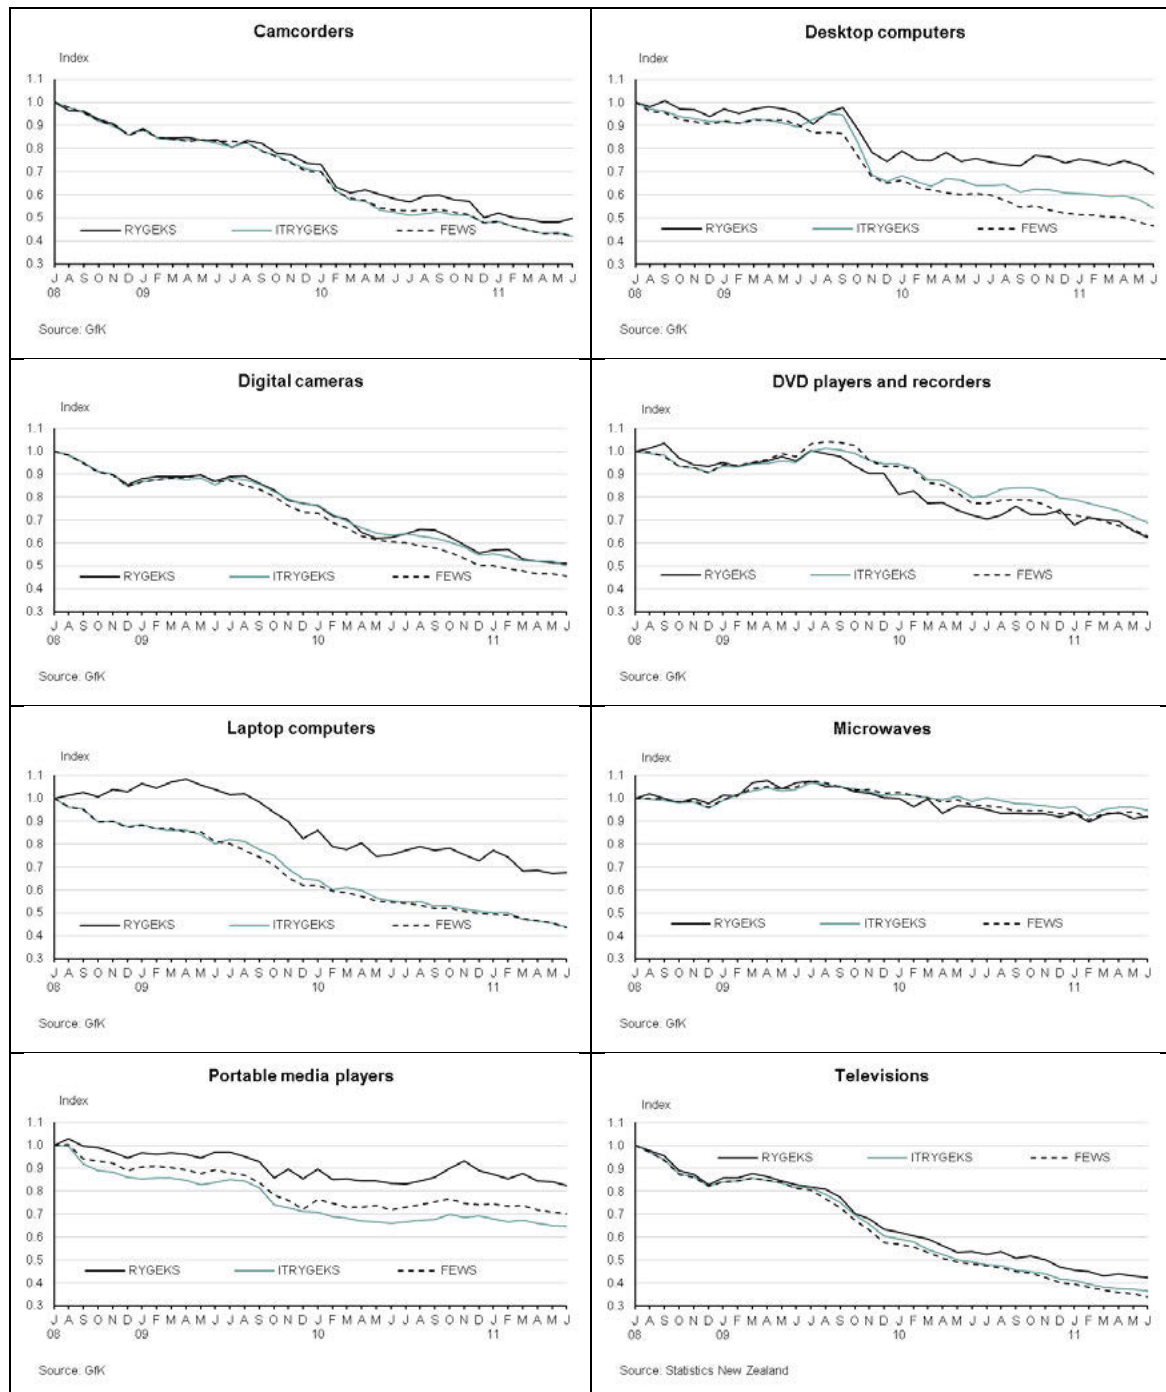 Camcorders
Index
1.1
1.0
0.9
0.8
0.7
0.6
0.5
0.4
0.3
RYGEKS ITRYGEKS FEWS
J A S O N D J F M A M J J A S O N D J F M A M J J A S O N D J F M A M J
08 09 10 11
Source: GfK
Desktop computers
Index
1.1
1.0
0.9
0.8
0.7
0.6
0.5
0.4
0.3
RYGEKS ITRYGEKS FEWS
J A S O N D J F M A M J J A S O N D J F M A M J J A S O N D J F M A M J
08 09 10 11
Source: GfK
Digital cameras
Index
1.1
1.0
0.9
0.8
0.7
0.6
0.5
0.4
0.3
RYGEKS ITRYGEKS FEWS
J A S O N D J F M A M J J A S O N D J F M A M J J A S O N D J F M A M J
08 09 10 11
Source: GfK
DVD players and recorders
Index
1.1
1.0
0.9
0.8
0.7
0.6
0.5
0.4
0.3
RYGEKS ITRYGEKS FEWS
J A S O N D J F M A M J J A S O N D J F M A M J J A S O N D J F M A M J
08 09 10 11
Source: GfK
Laptop computers
Index
1.1
1.0
0.9
0.8
0.7
0.6
0.5
0.4
0.3
RYGEKS ITRYGEKS FEWS
J A S O N D J F M A M J J A S O N D J F M A M J J A S O N D J F M A M J
08 09 10 11
Source: GfK
Microwaves
Index
1.1
1.0
0.9
0.8
0.7
0.6
0.5
0.4
0.3
RYGEKS ITRYGEKS FEWS
J A S O N D J F M A M J J A S O N D J F M A M J J A S O N D J F M A M J
08 09 10 11
Source: GfK
Portable media players
Index
1.1
1.0
0.9
0.8
0.7
0.6
0.5
0.4
0.3
RYGEKS ITRYGEKS FEWS
J A S O N D J F M A M J J A S O N D J F M A M J J A S O N D J F M A M J
08 09 10 11
Source: GfK
Televisions
Index
RYGEKS ITRYGEKS FEWS
1.1
1.0
0.9
0.8
0.7
0.6
0.5
0.4
0.3
J A S O N D J F M A M J J A S O N D J F M A M J J A S O N D J F M A M J
08 09 10 11
Source: Statistics New Zealand